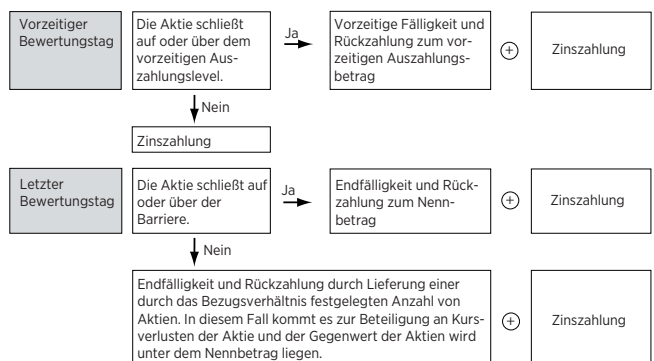 Vorzeitiger
Bewertungstag
Die Aktie schließt
auf oder über dem
vorzeitigen Aus-
zahlungslevel.
Ja
Vorzeitige Fälligkeit und
Rückzahlung zum vor-
zeitigen Auszahlungs-
betrag
+
Zinszahlung
Nein
Zinszahlung
Letzter
Bewertungstag
Die Aktie schließt auf
oder über der
Barriere.
Ja
Endfälligkeit und Rück-
zahlung zum Nenn-
betrag
+
Zinszahlung
Nein
Endfälligkeit und Rückzahlung durch Lieferung einer
durch das Bezugsverhältnis festgelegten Anzahl von
Aktien. In diesem Fall kommt es zur Beteiligung an Kurs-
verlusten der Aktie und der Gegenwert der Aktien wird
unter dem Nennbetrag liegen.
+
Zinszahlung